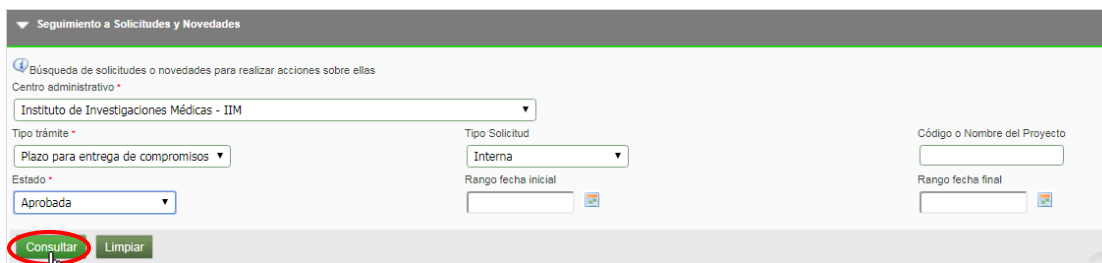 Seguimiento a Solicitudes y Novedades
Búsqueda de solicitudes o novedades para realizar acciones sobre ellas
Centro administrativo *
Instituto de Investigaciones Médicas - IIM
Tipo trámite * Tipo Solicitud Código o Nombre del Proyecto
Plazo para entrega de compromisos Interna
Estado * Rango fecha inicial Rango fecha final
Aprobada
Consultar Limpiar